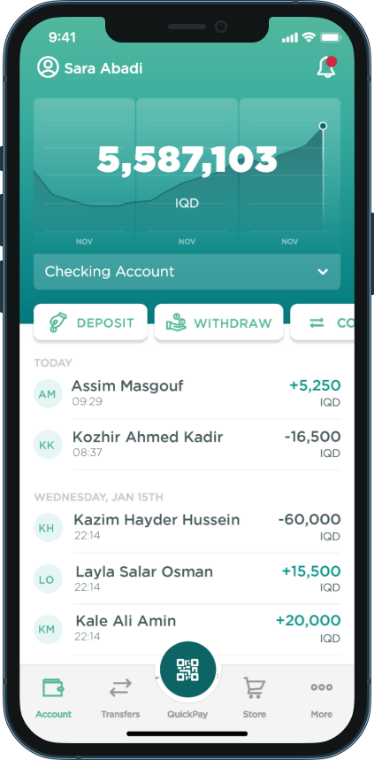 9:41
Sara Abadi
5,587,103
IQD
NOV NOV NOV
Checking Account
DEPOSIT WITHDRAW CO
TODAY
AM Assim Masgouf +5,250
09:29 IQD
KK Kozhir Ahmed Kadir -16,500
08:37 IQD
WEDNESDAY, JAN 15TH
KH Kazim Hayder Hussein -60,000
22:14 IQD
LO Layla Salar Osman +15,500
22:14 IQD
KM Kale Ali Amin +20,000
22:14 IQD
Account Transfers QuickPay Store More